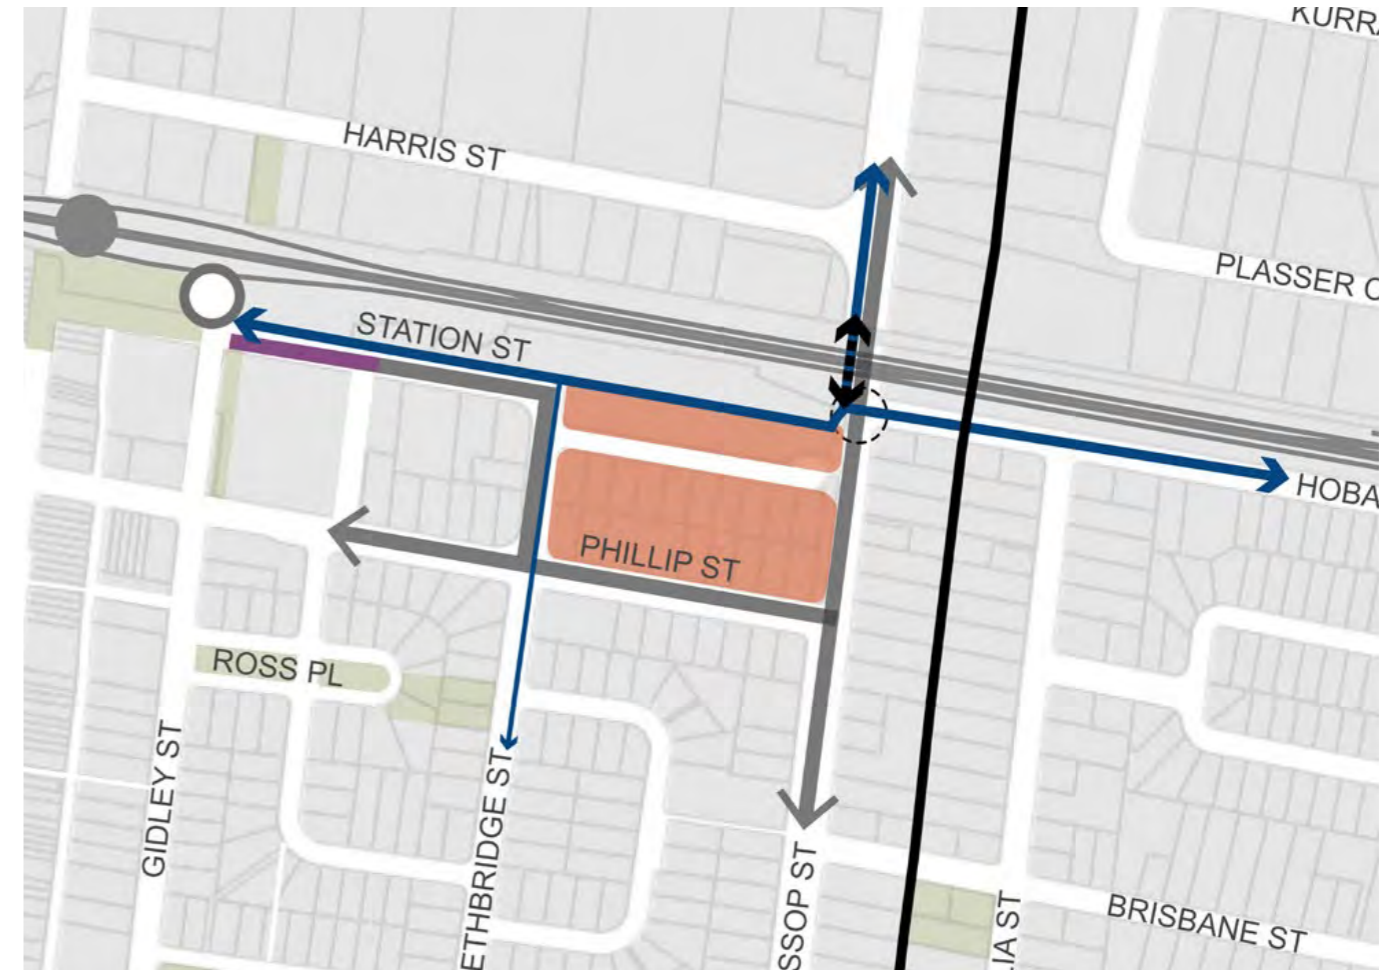 KURRA
HARRIS ST
PLASSER C
STATION ST
HOBA
PHILLIP ST
ROSS PL
GIDLEY ST
ETHBRIDGE ST
SSOP ST
LIA ST
BRISBANE ST